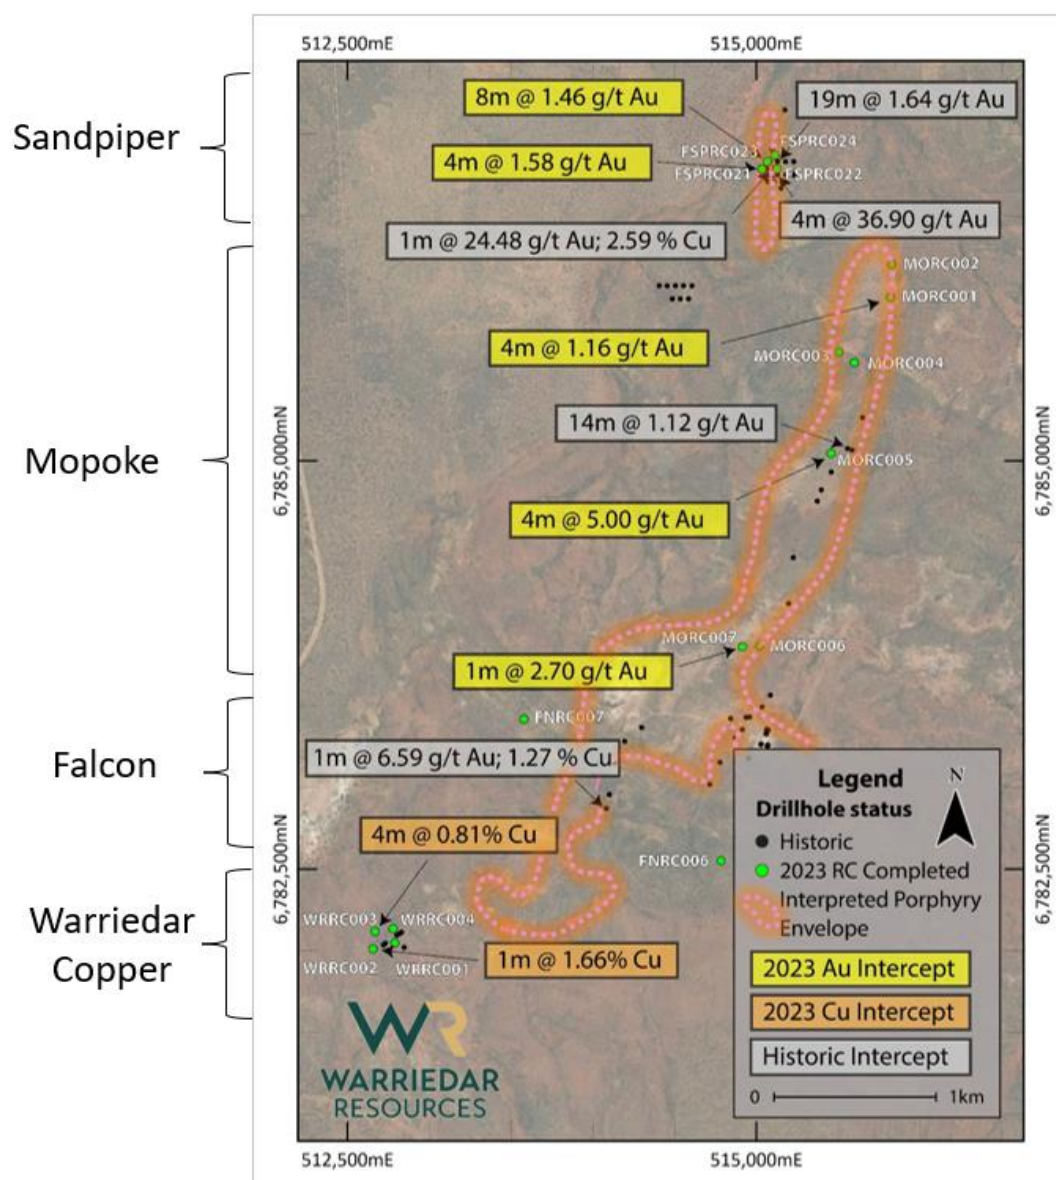 512,500mE
515,000mE
Sandpiper
8m @ 1.46 g/t Au
19m @ 1.64 g/t Au
FSPRC023
FSPRC024
4m @ 1.58 g/t Au
FSPRC021
FSPRC022
1m @ 24.48 g/t Au; 2.59 % Cu
4m @ 36.90 g/t Au
MORC002
MORC001
4m @ 1.16 g/t Au
MORC003
MORC004
Mopoke
14m @ 1.12 g/t Au
6,785,000mN
6,785,000mN
MORC005
4m @ 5.00 g/t Au
MORC007
MORC006
1m @ 2.70 g/t Au
FNRC007
Falcon
1m @ 6.59 g/t Au; 1.27 % Cu
4m @ 0.81% Cu
FNRC006
6,782,500mN
6,782,500mN
Warriedar
Copper
WRRC003
WRRC004
WRRC002
WRRC001
1m @ 1.66% Cu
WR
WARRIEDAR
RESOURCES
Legend
N
Drillhole status
Historic
2023 RC Completed
Interpreted Porphyry
Envelope
2023 Au Intercept
2023 Cu Intercept
Historic Intercept
0
1km
512,500mE
515,000mE